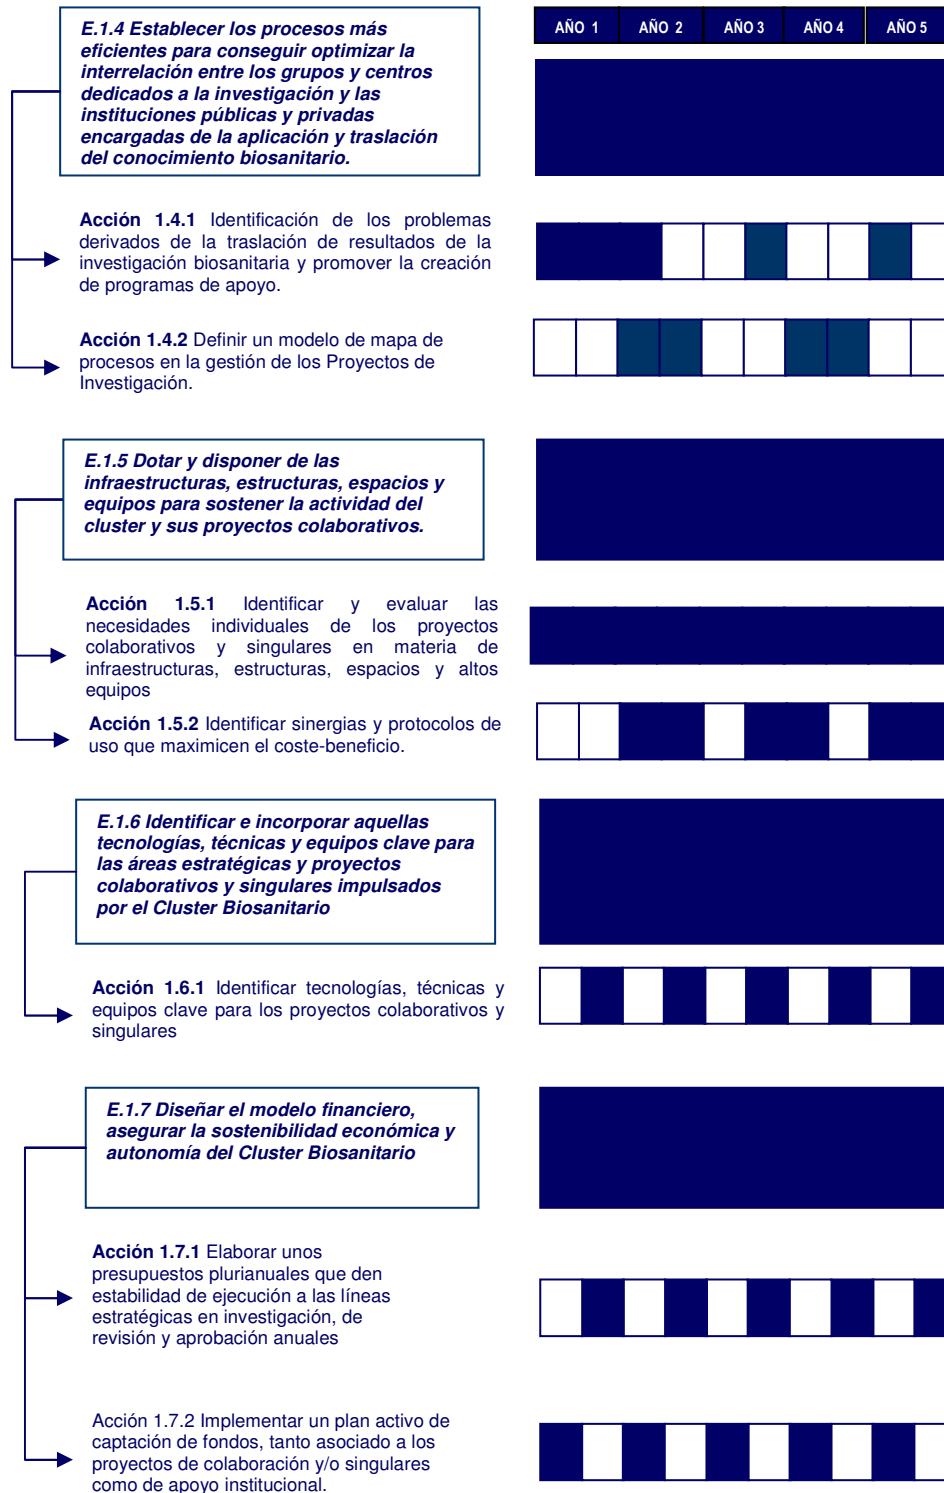 AÑO 1 AÑO 2 AÑO 3 AÑO 4 AÑO 5
E.1.4 Establecer los procesos más
eficientes para conseguir optimizar la
interrelación entre los grupos y centros
dedicados a la investigación y las
instituciones públicas y privadas
encargadas de la aplicación y traslación
del conocimiento biosanitario.
Acción 1.4.1 Identificación de los problemas
derivados de la traslación de resultados de la
investigación biosanitaria y promover la creación
de programas de apoyo.
Acción 1.4.2 Definir un modelo de mapa de
procesos en la gestión de los Proyectos de
Investigación.
E.1.5 Dotar y disponer de las
infraestructuras, estructuras, espacios y
equipos para sostener la actividad del
cluster y sus proyectos colaborativos.
Acción 1.5.1 Identificar y evaluar las
necesidades individuales de los proyectos
colaborativos y singulares en materia de
infraestructuras, estructuras, espacios y altos
equipos
Acción 1.5.2 Identificar sinergias y protocolos de
uso que maximicen el coste-beneficio.
E.1.6 Identificar e incorporar aquellas
tecnologías, técnicas y equipos clave para
las áreas estratégicas y proyectos
colaborativos y singulares impulsados
por el Cluster Biosanitario
Acción 1.6.1 Identificar tecnologías, técnicas y
equipos clave para los proyectos colaborativos y
singulares
E.1.7 Diseñar el modelo financiero,
asegurar la sostenibilidad económica y
autonomía del Cluster Biosanitario
Acción 1.7.1 Elaborar unos
presupuestos plurianuales que den
estabilidad de ejecución a las líneas
estratégicas en investigación, de
revisión y aprobación anuales
Acción 1.7.2 Implementar un plan activo de
captación de fondos, tanto asociado a los
proyectos de colaboración y/o singulares
como de apoyo institucional.